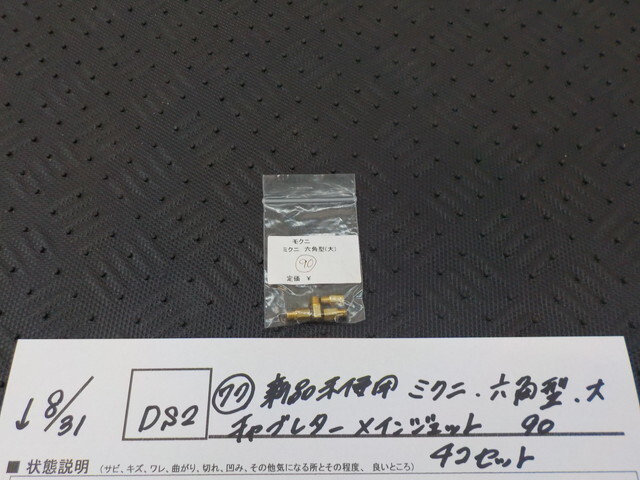 モクニ
ミクニ 六角型(大)
90
定価 ¥
↓ 8/31
DS2
77 新品未使用 ミクニ.六角型.大
キャブレター メインジェット 90
4コセット
■ 状態説明 (サビ、キズ、ワレ、曲がり、切れ、凹み、その他気になる所とその程度、良いところ)